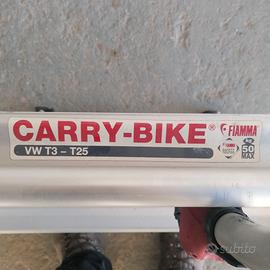 CARRY-BIKE®
FIAMMA
VW T3 - T25
50
MAX
subito